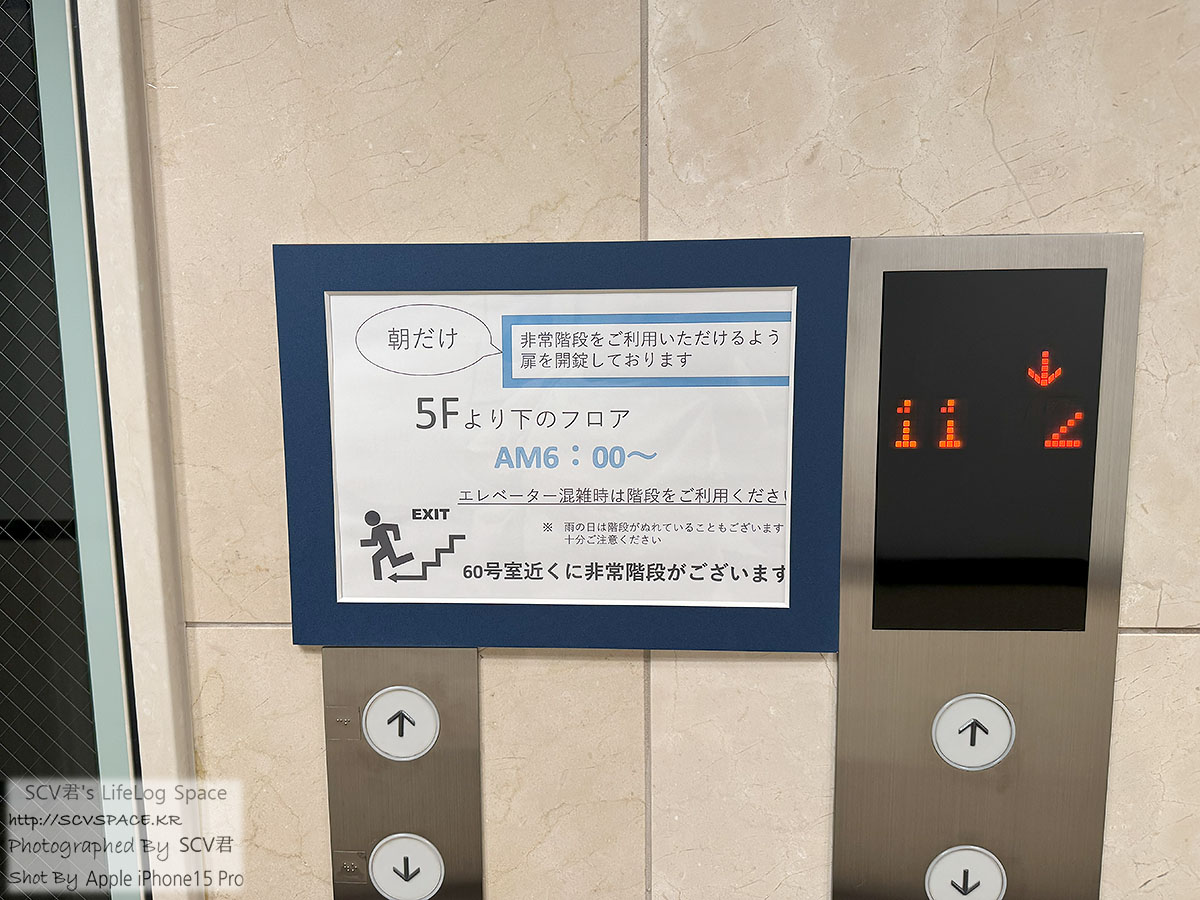 朝だけ
非常階段をご利用いただけるよう
扉を開錠しております
5Fより下のフロア
AM6：00～
エレベーター混雑時は階段をご利用くださ
EXIT
※ 雨の日は階段がぬれていることもございます
十分ご注意ください
60号室近くに非常階段がございます
11 2
SCV君's LifeLog Space
http://SCVSPACE.KR
Photographed By SCV君
Shot By Apple iPhone15 Pro